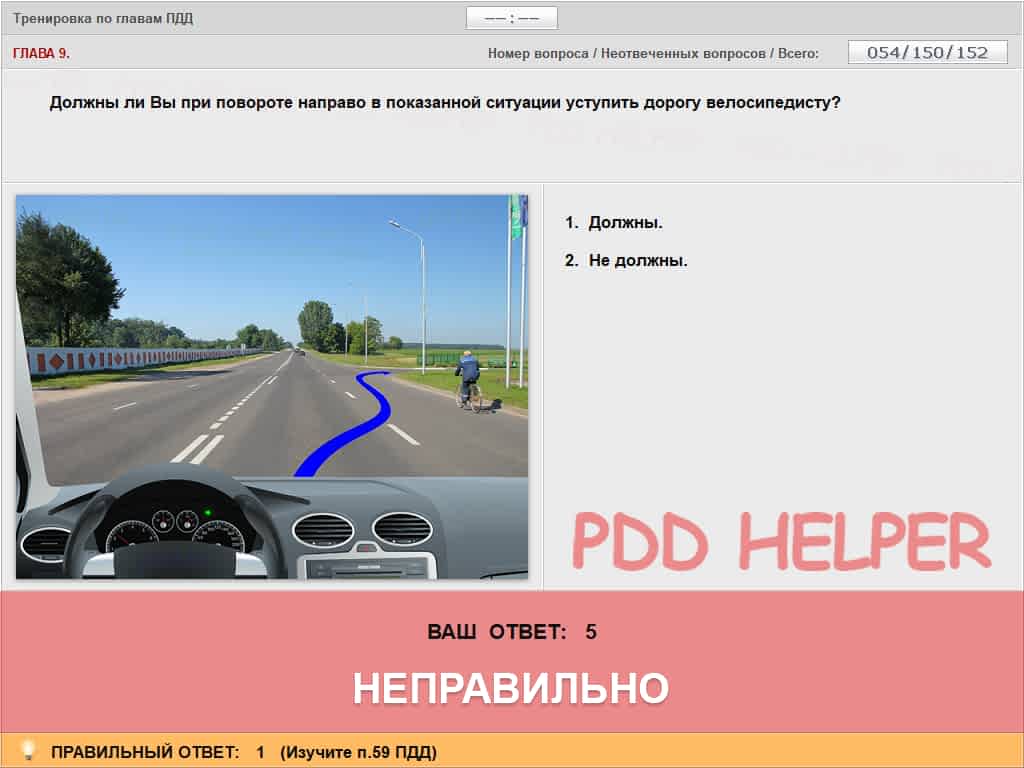 Тренировка по главам ПДД
—— : ——
ГЛАВА 9.
Номер вопроса / Неотвеченных вопросов / Всего:
054/150/152
Должны ли Вы при повороте направо в показанной ситуации уступить дорогу велосипедисту?
1. Должны.
2. Не должны.
PDD HELPER
ВАШ ОТВЕТ: 5
НЕПРАВИЛЬНО
ПРАВИЛЬНЫЙ ОТВЕТ: 1 (Изучите п.59 ПДД)